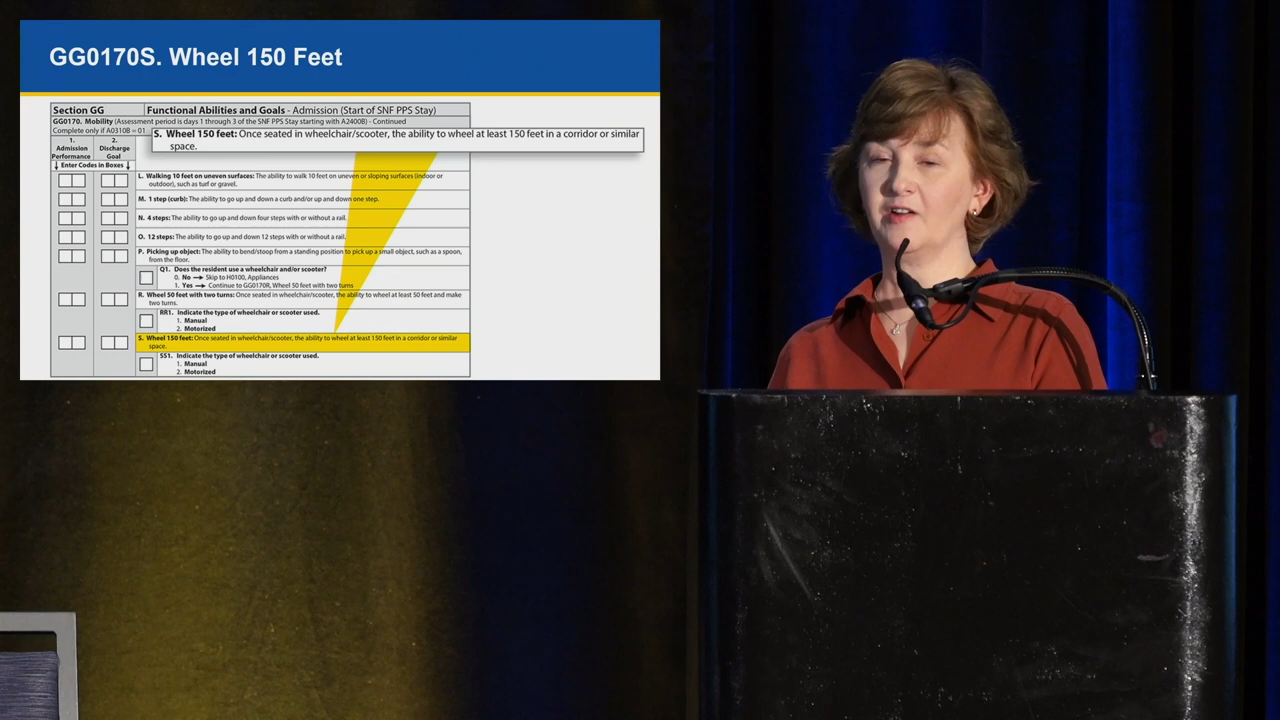 GG0170S. Wheel 150 Feet
Section GG
Functional Abilities and Goals - Admission (Start of SNF PPS Stay)
GG0170. Mobility (Assessment period is days 1 through 3 of the SNF PPS Stay starting with A2400B) - Continued
Complete only if A0310B = 01
S. Wheel 150 feet: Once seated in wheelchair/scooter, the ability to wheel at least 150 feet in a corridor or similar
space.
1.
Admission
Performance
2.
Discharge
Goal
↓ Enter Codes in Boxes ↓
L. Walking 10 feet on uneven surfaces: The ability to walk 10 feet on uneven or sloping surfaces (indoor or
outdoor), such as turf or gravel.
M. 1 step (curb): The ability to go up and down a curb and/or up and down one step.
N. 4 steps: The ability to go up and down four steps with or without a rail.
O. 12 steps: The ability to go up and down 12 steps with or without a rail.
P. Picking up object: The ability to bend/stoop from a standing position to pick up a small object, such as a spoon,
from the floor.
Q1. Does the resident use a wheelchair and/or scooter?
0. No → Skip to H0100, Appliances
1. Yes → Continue to GG0170R, Wheel 50 feet with two turns
R. Wheel 50 feet with two turns: Once seated in wheelchair/scooter, the ability to wheel at least 50 feet and make
two turns.
RR1. Indicate the type of wheelchair or scooter used.
1. Manual
2. Motorized
S. Wheel 150 feet: Once seated in wheelchair/scooter, the ability to wheel at least 150 feet in a corridor or similar
space.
SS1. Indicate the type of wheelchair or scooter used.
1. Manual
2. Motorized